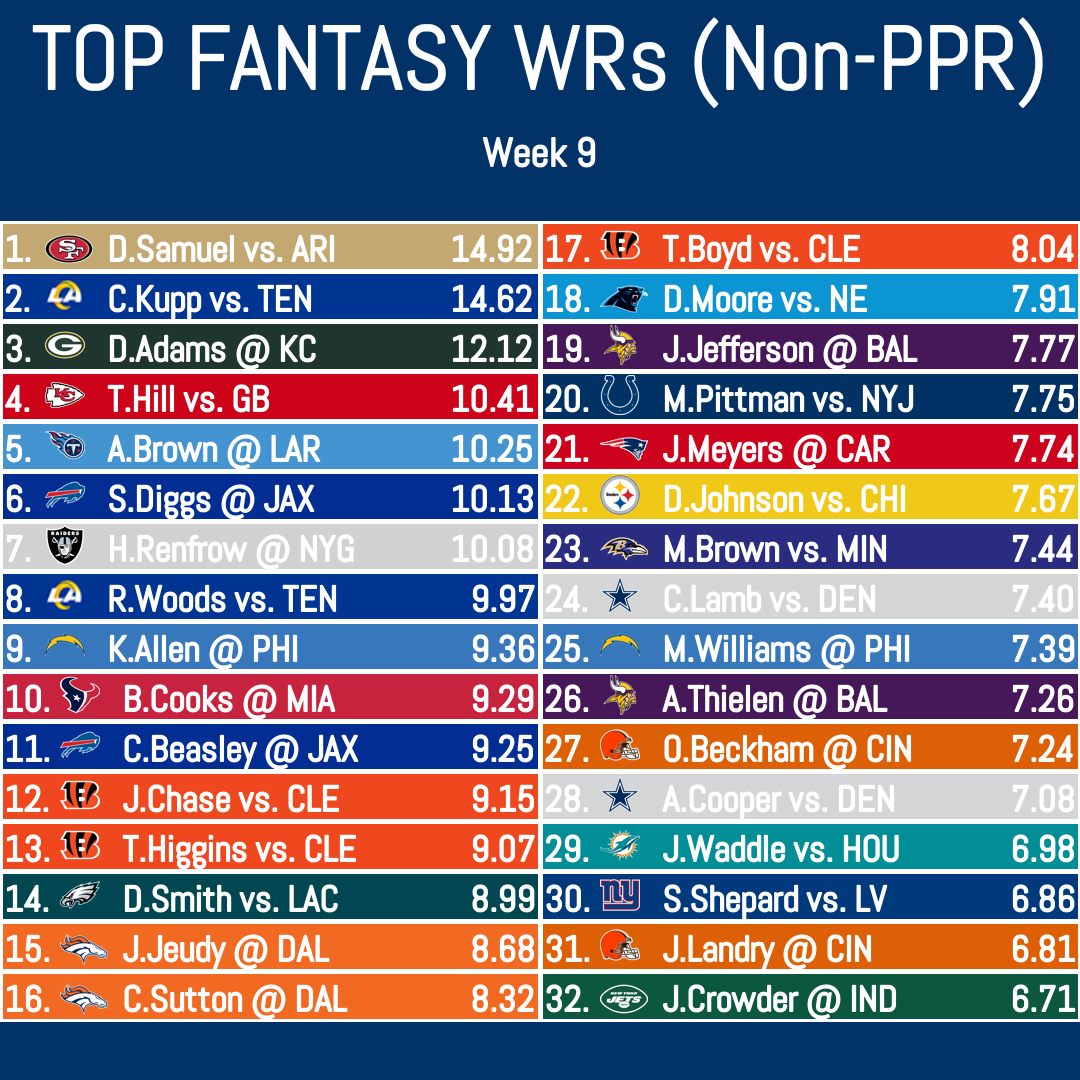 TOP FANTASY WRs (Non-PPR)
Week 9
1. D.Samuel vs. ARI 14.92
2. C.Kupp vs. TEN 14.62
3. D.Adams @ KC 12.12
4. T.Hill vs. GB 10.41
5. A.Brown @ LAR 10.25
6. S.Diggs @ JAX 10.13
7. RAIDERS H.Renfrow @ NYG 10.08
8. R.Woods vs. TEN 9.97
9. K.Allen @ PHI 9.36
10. B.Cooks @ MIA 9.29
11. C.Beasley @ JAX 9.25
12. J.Chase vs. CLE 9.15
13. T.Higgins vs. CLE 9.07
14. D.Smith vs. LAC 8.99
15. J.Jeudy @ DAL 8.68
16. C.Sutton @ DAL 8.32
17. T.Boyd vs. CLE 8.04
18. D.Moore vs. NE 7.91
19. J.Jefferson @ BAL 7.77
20. M.Pittman vs. NYJ 7.75
21. J.Meyers @ CAR 7.74
22. Steelers D.Johnson vs. CHI 7.67
23. M.Brown vs. MIN 7.44
24. C.Lamb vs. DEN 7.40
25. M.Williams @ PHI 7.39
26. A.Thielen @ BAL 7.26
27. O.Beckham @ CIN 7.24
28. A.Cooper vs. DEN 7.08
29. J.Waddle vs. HOU 6.98
30. ny S.Shepard vs. LV 6.86
31. J.Landry @ CIN 6.81
32. NEW YORK JETS J.Crowder @ IND 6.71